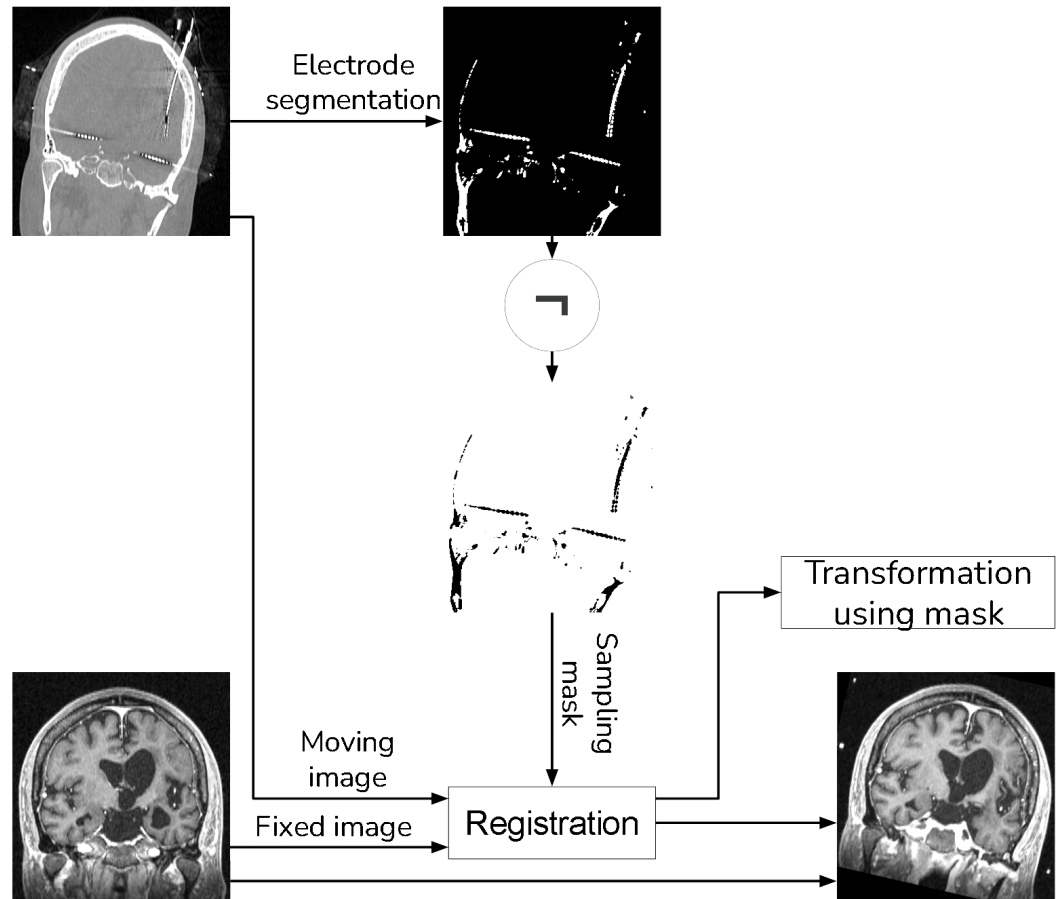 Electrode
segmentation
¬
Sampling
mask
Transformation
using mask
Moving
image
Fixed image
Registration